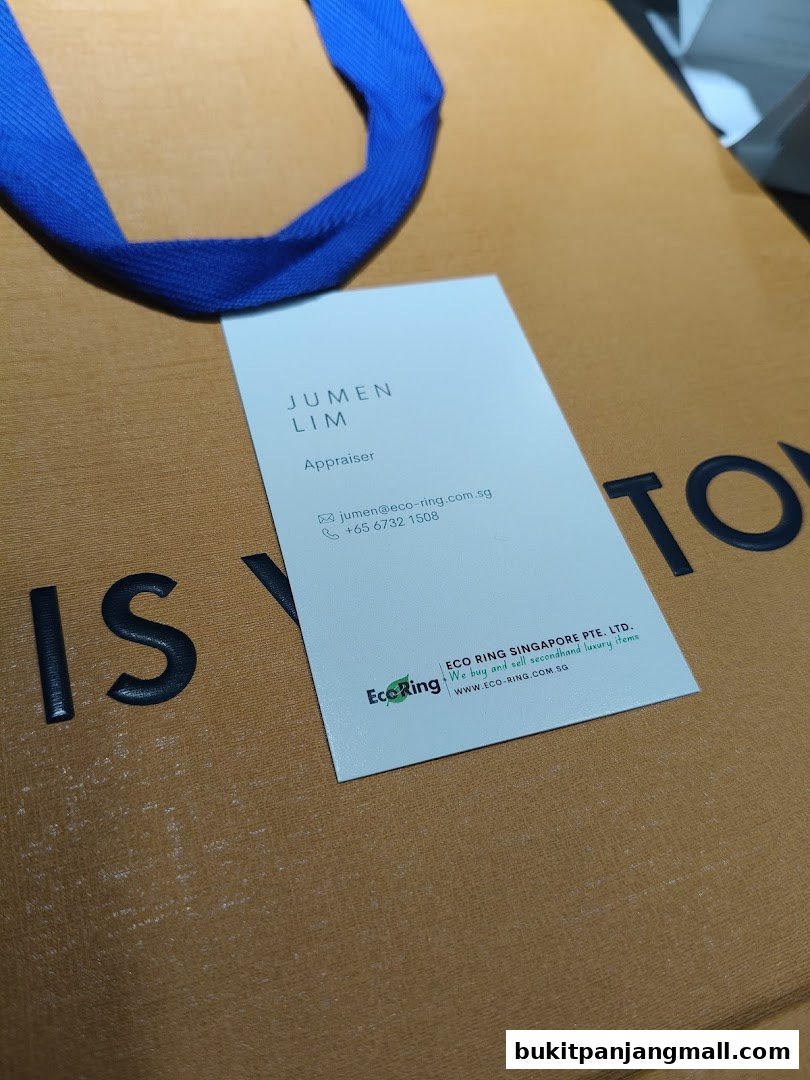 JUMEN
LIM
Appraiser
jumen@eco-ring.com.sg
+65 6732 1508
EcoRing
ECO RING SINGAPORE PTE. LTD.
We buy and sell secondhand luxury items
WWW.ECO-RING.COM.SG
IS V TON
bukitpanjangmall.com